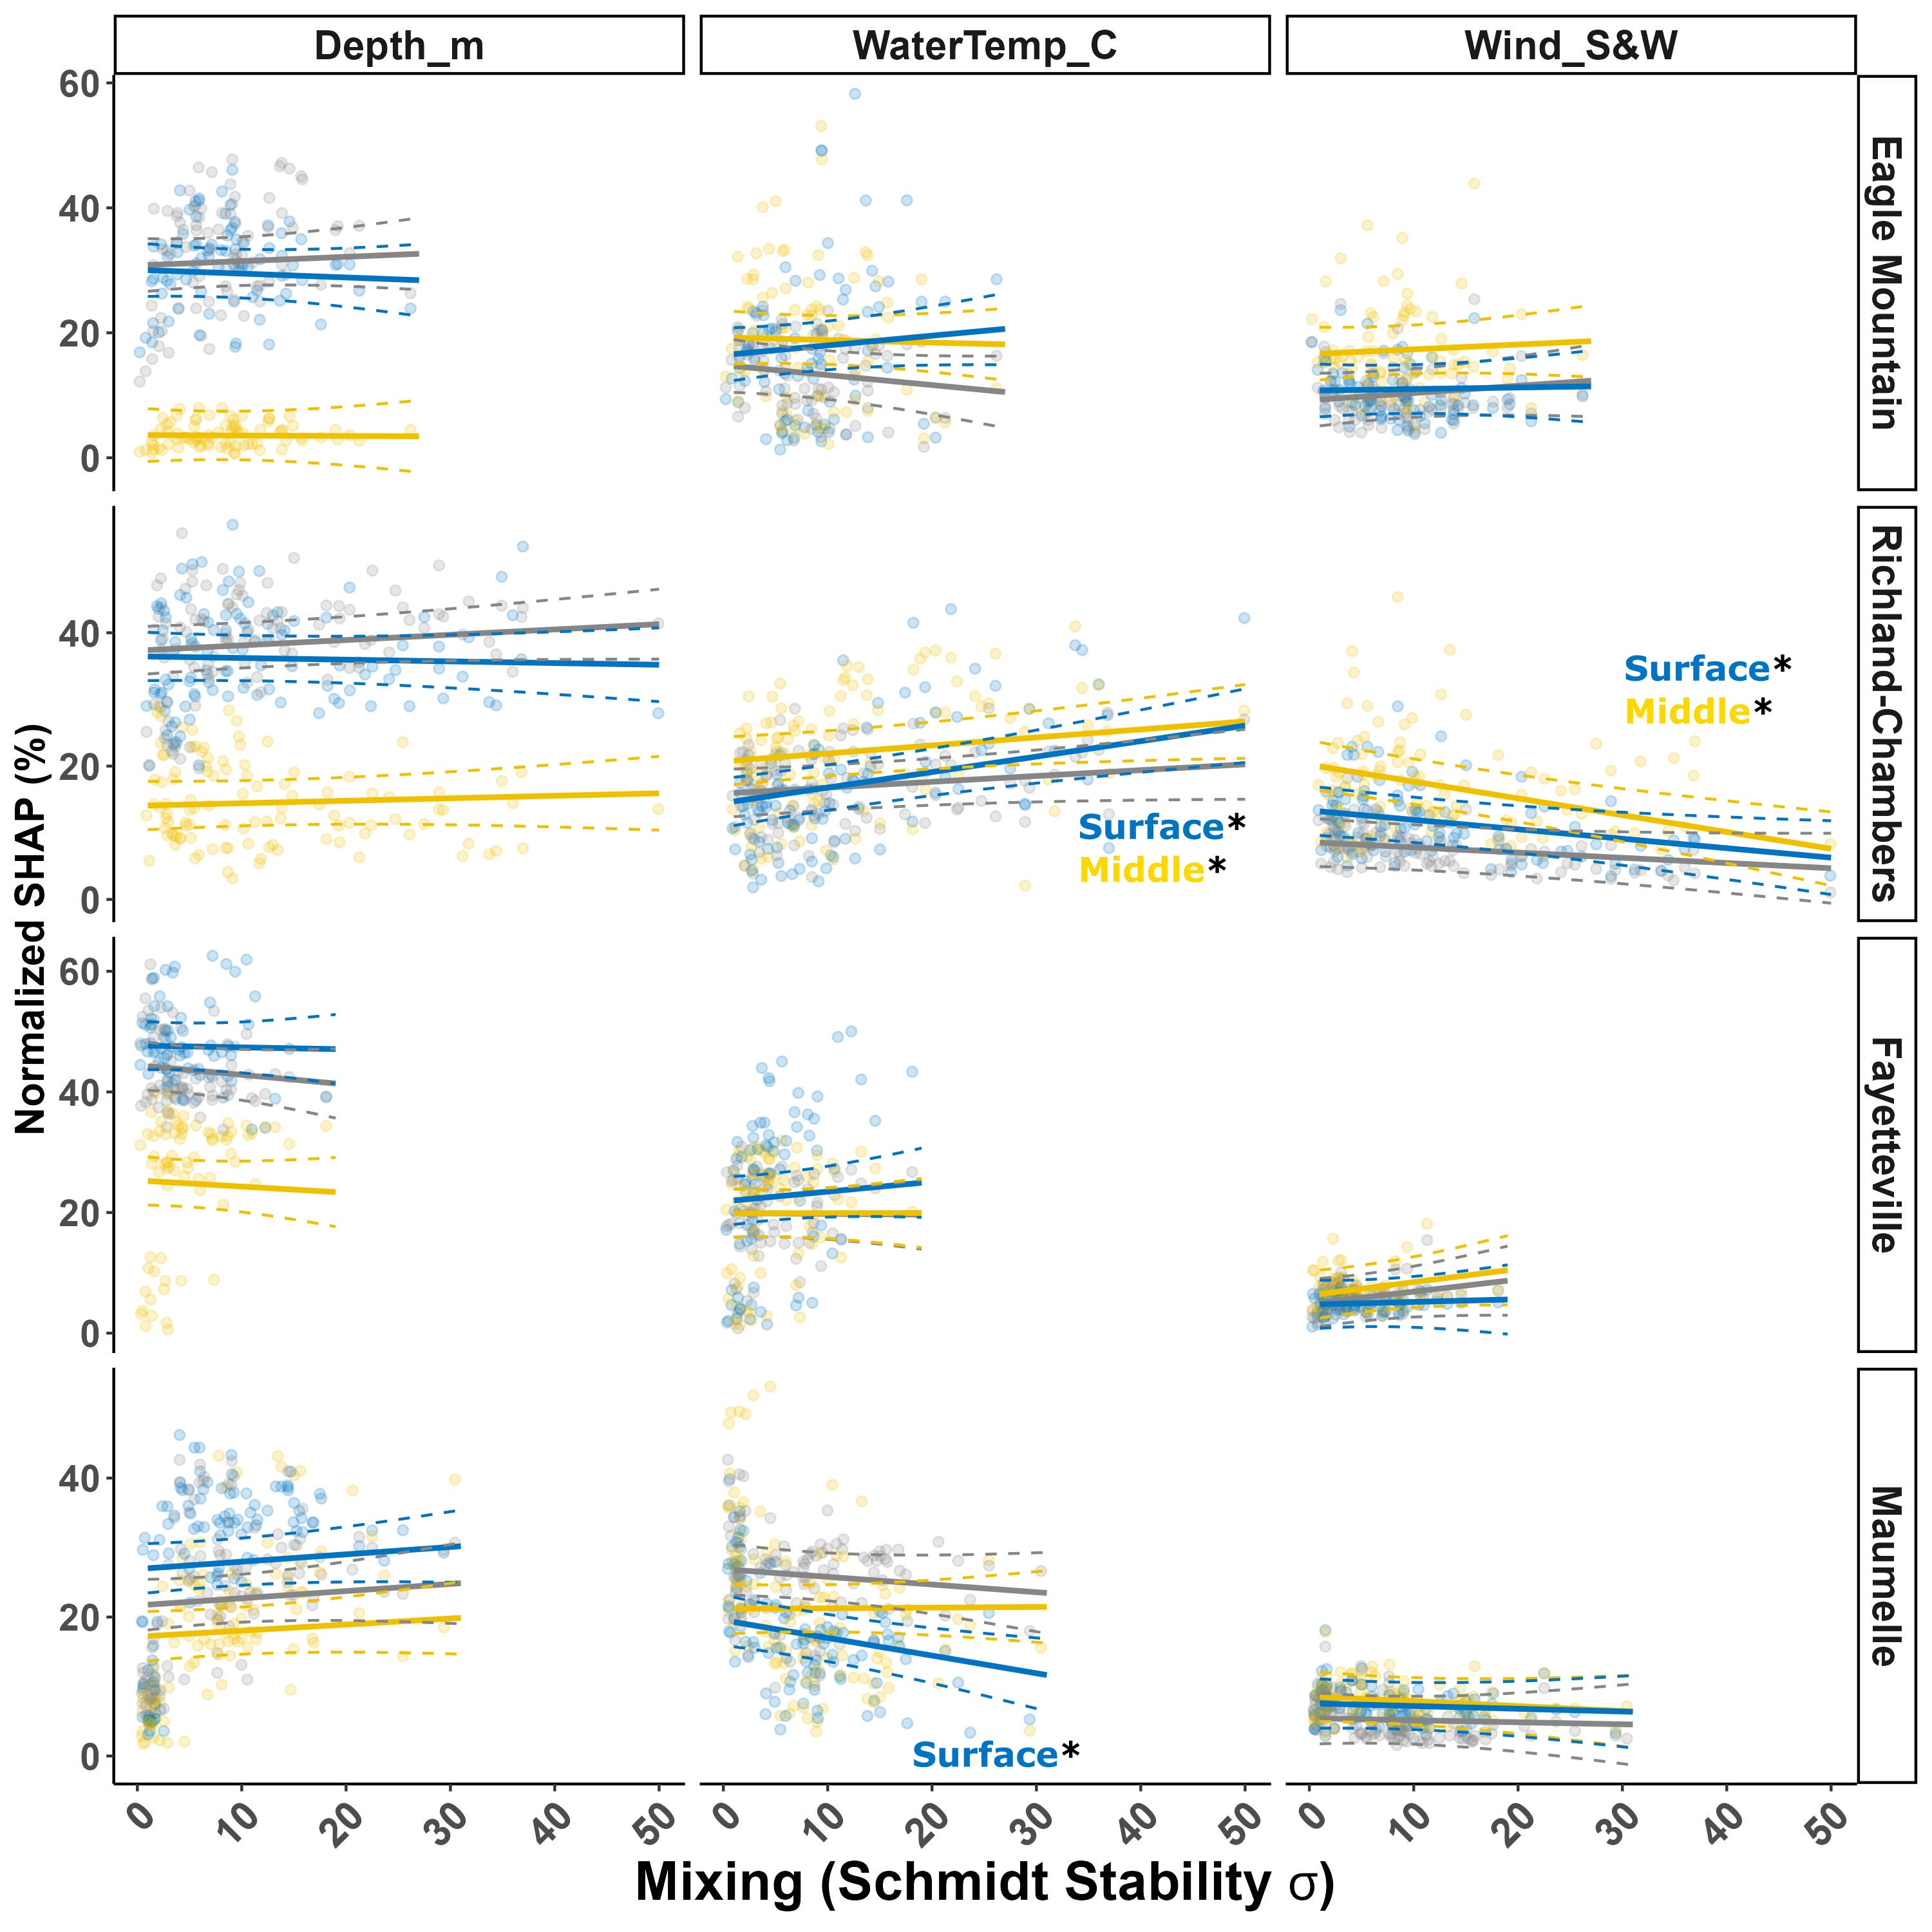 Depth_m WaterTemp_C Wind_S&W
Normalized SHAP (%)
60
40
20
0
Eagle Mountain
40
20
0
Surface*
Middle*
Surface*
Middle*
Richland-Chambers
60
40
20
0
Fayetteville
40
20
0
Surface*
Maumelle
0 10 20 30 40 50 0 10 20 30 40 50 0 10 20 30 40 50
Mixing (Schmidt Stability σ)